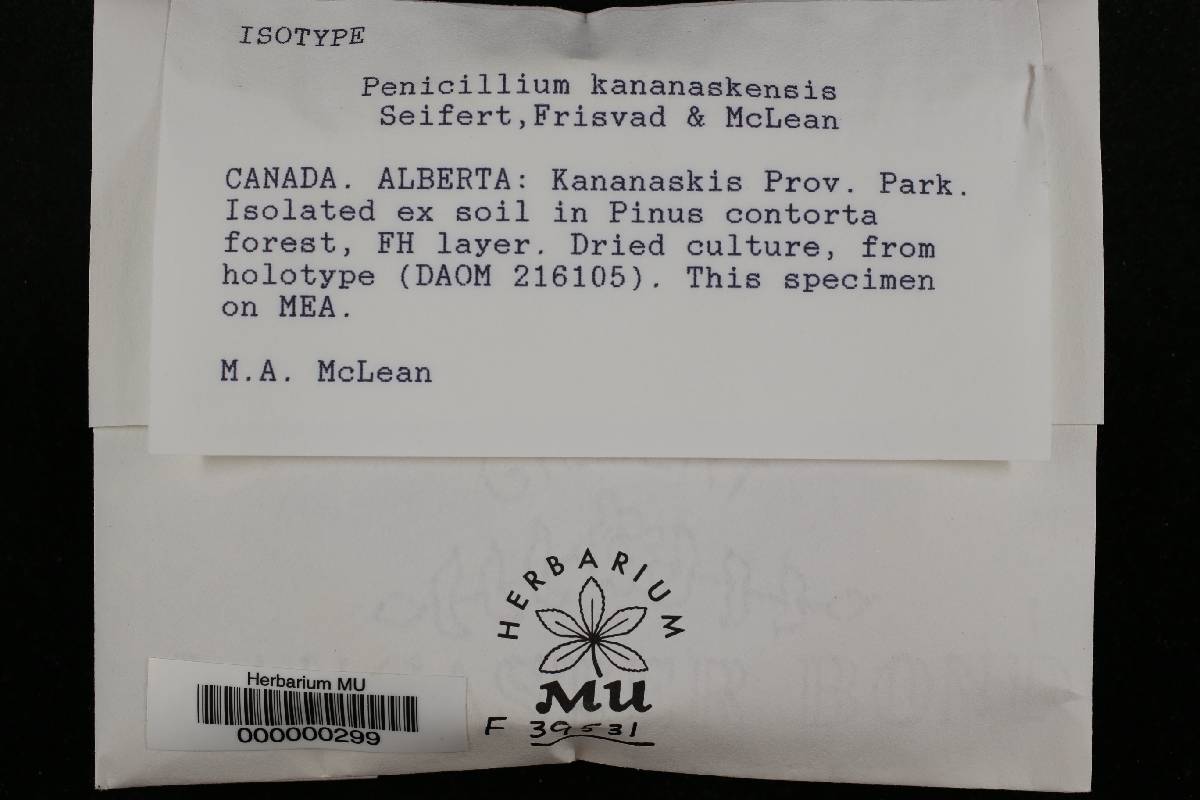 ISOTYPE
Penicillium kananaskensis
Seifert,Frisvad & McLean
CANADA. ALBERTA: Kananaskis Prov. Park.
Isolated ex soil in Pinus contorta
forest, FH layer. Dried culture, from
holotype (DAOM 216105). This specimen
on MEA.
M.A. McLean
HERBARIUM
MU
F 39531
Herbarium MU
000000299